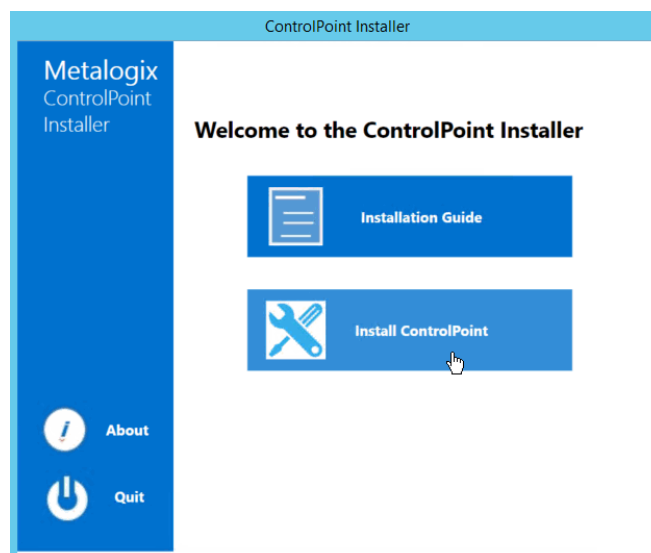 ControlPoint Installer
Metalogix
ControlPoint
Installer
Welcome to the ControlPoint Installer
Installation Guide
Install ControlPoint
i About
Quit